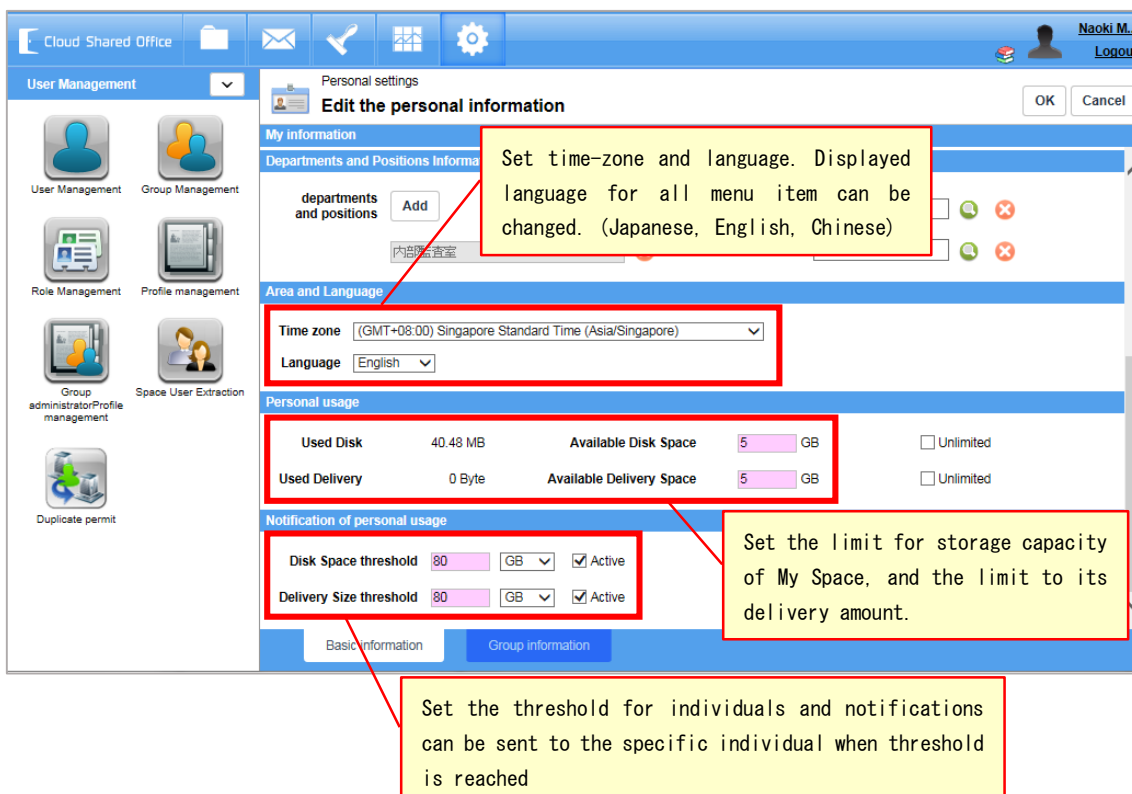 Cloud Shared Office
Naoki M..
Logou
User Management
Personal settings
Edit the personal information
OK
Cancel
My information
Departments and Positions Informa
departments
and positions
Add
内部監査室
Set time-zone and language. Displayed
language for all menu item can be
changed. (Japanese, English, Chinese)
User Management
Group Management
Role Management
Profile management
Group
administratorProfile
management
Space User Extraction
Duplicate permit
Area and Language
Time zone (GMT+08:00) Singapore Standard Time (Asia/Singapore)
Language English
Personal usage
Used Disk 40.48 MB Available Disk Space 5 GB Unlimited
Used Delivery 0 Byte Available Delivery Space 5 GB Unlimited
Notification of personal usage
Disk Space threshold 80 GB Active
Delivery Size threshold 80 GB Active
Set the limit for storage capacity
of My Space, and the limit to its
delivery amount.
Basic information
Group information
Set the threshold for individuals and notifications
can be sent to the specific individual when threshold
is reached